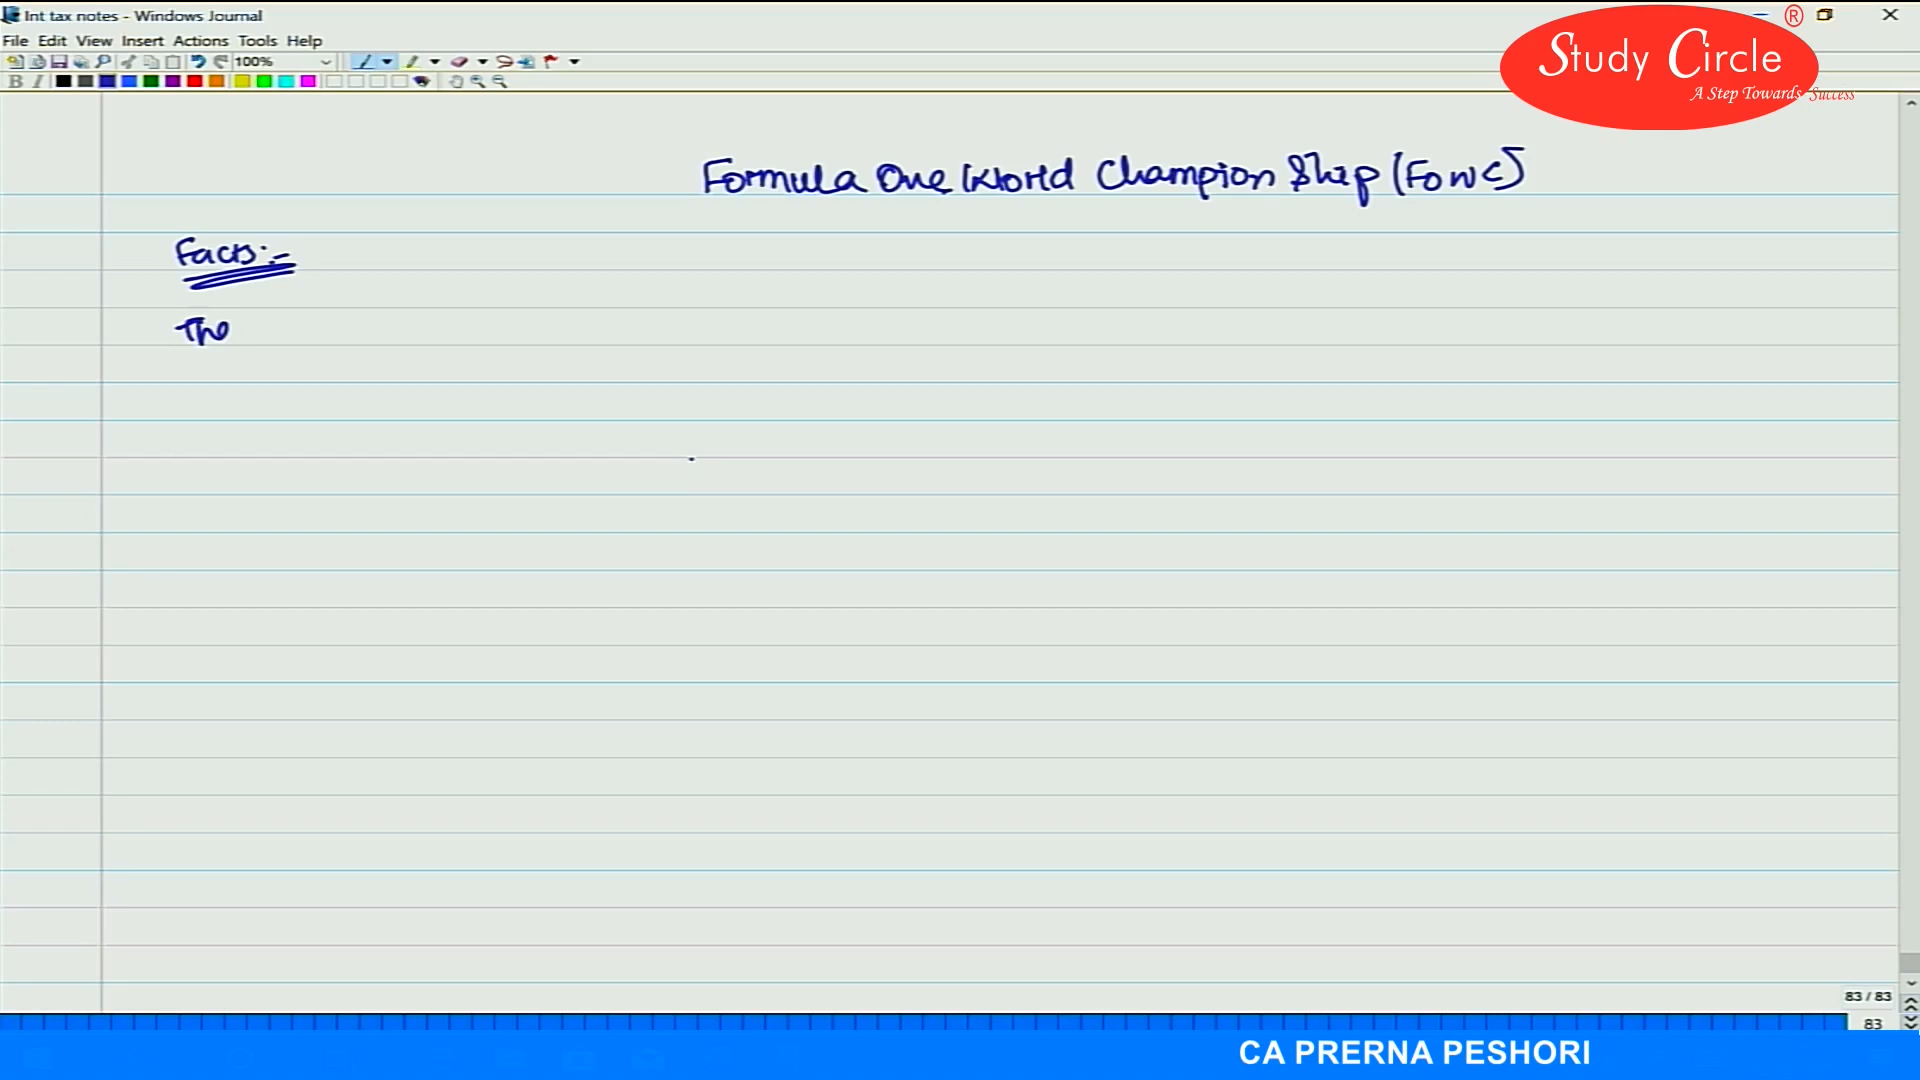 Int tax notes - Windows Journal
File Edit View Insert Actions Tools Help
100%
B I
Study Circle ®
A Step Towards Success
Formula One World Champion Ship (FOWC)
Facts:-
The
83 / 83
83
CA PRERNA PESHORI